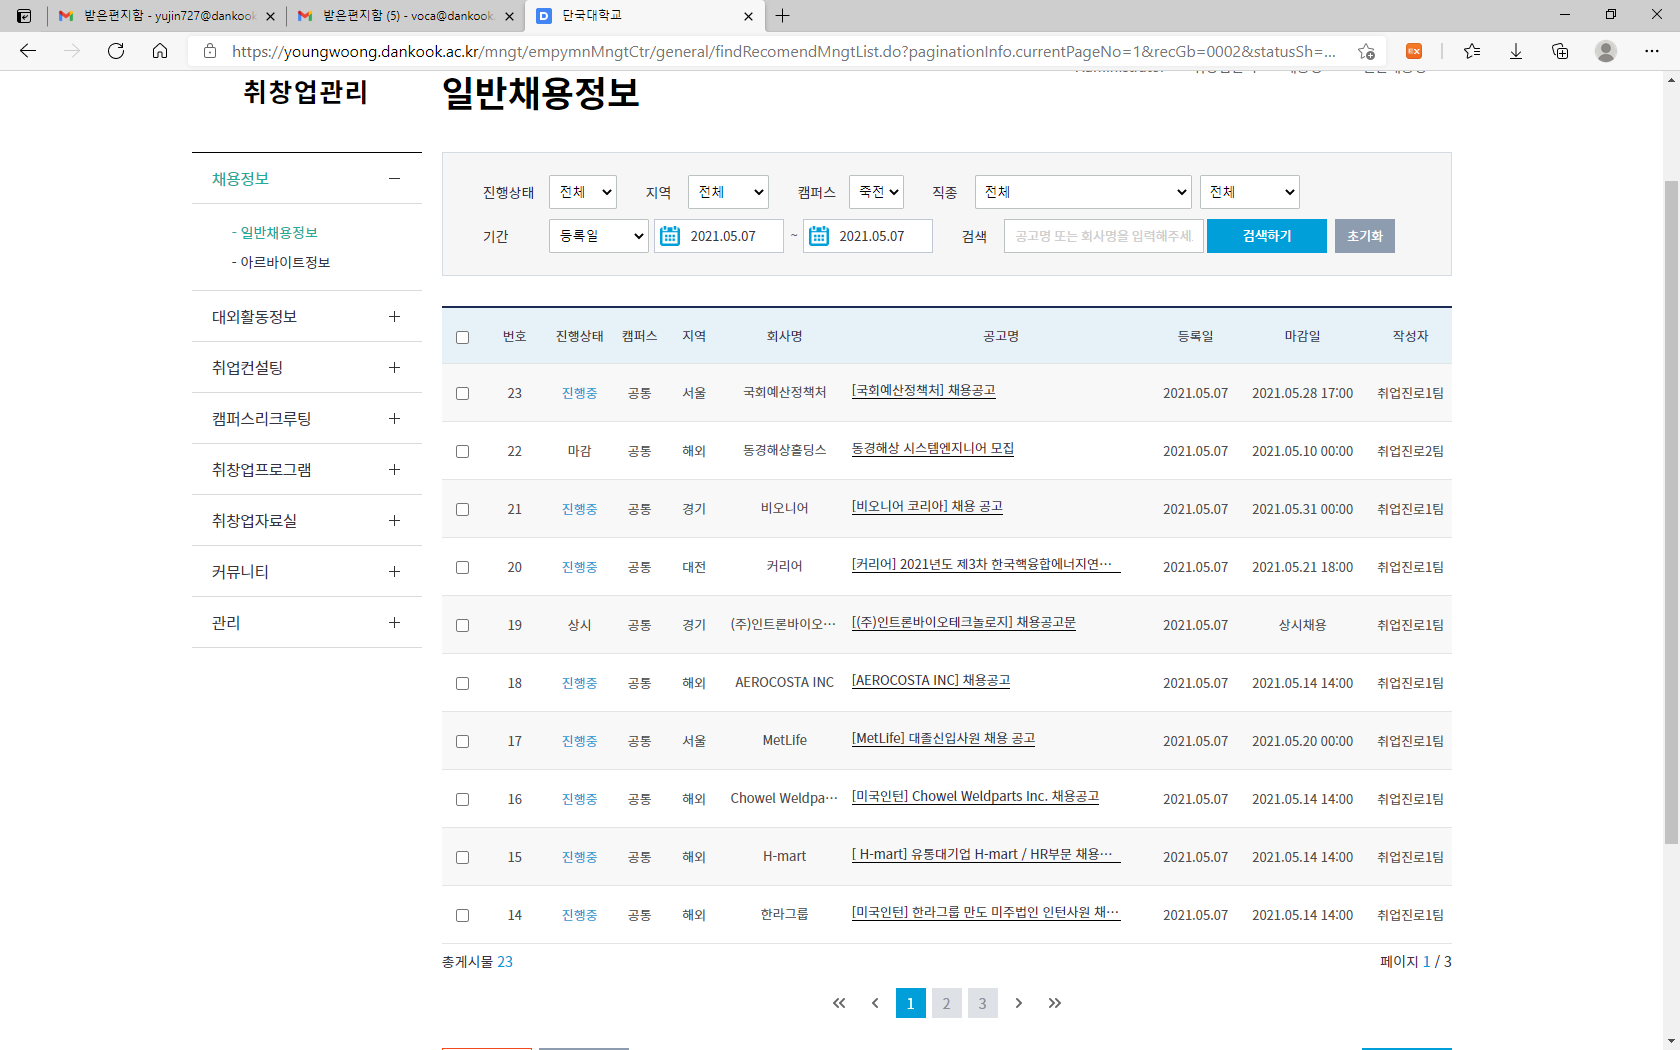 받은편지함 - yujin727@dankook
받은편지함 (5) - voca@dankook
단국대학교
https://youngwoong.dankook.ac.kr/mngt/empymnMngtCtr/general/findRecomendMngtList.do?paginationInfo.currentPageNo=1&recGb=0002&statusSh=...
취창업관리
일반채용정보
채용정보
- 일반채용정보
- 아르바이트정보
대외활동정보
취업컨설팅
캠퍼스리크루팅
취창업프로그램
취창업자료실
커뮤니티
관리
진행상태 전체 지역 전체 캠퍼스 죽전 직종 전체 전체
기간 등록일 2021.05.07 ~ 2021.05.07 검색 공고명 또는 회사명을 입력해주세. 검색하기 초기화
번호 진행상태 캠퍼스 지역 회사명 공고명 등록일 마감일 작성자
23 진행중 공통 서울 국회예산정책처 [국회예산정책처] 채용공고 2021.05.07 2021.05.28 17:00 취업진로1팀
22 마감 공통 해외 동경해상홀딩스 동경해상 시스템엔지니어 모집 2021.05.07 2021.05.10 00:00 취업진로2팀
21 진행중 공통 경기 비오니어 [비오니어 코리아] 채용 공고 2021.05.07 2021.05.31 00:00 취업진로1팀
20 진행중 공통 대전 커리어 [커리어] 2021년도 제3차 한국핵융합에너지연… 2021.05.07 2021.05.21 18:00 취업진로1팀
19 상시 공통 경기 (주)인트론바이오… [(주)인트론바이오테크놀로지] 채용공고문 2021.05.07 상시채용 취업진로1팀
18 진행중 공통 해외 AEROCOSTA INC [AEROCOSTA INC] 채용공고 2021.05.07 2021.05.14 14:00 취업진로1팀
17 진행중 공통 서울 MetLife [MetLife] 대졸신입사원 채용 공고 2021.05.07 2021.05.20 00:00 취업진로1팀
16 진행중 공통 해외 Chowel Weldpa… [미국인턴] Chowel Weldparts Inc. 채용공고 2021.05.07 2021.05.14 14:00 취업진로1팀
15 진행중 공통 해외 H-mart [ H-mart] 유통대기업 H-mart / HR부문 채용… 2021.05.07 2021.05.14 14:00 취업진로1팀
14 진행중 공통 해외 한라그룹 [미국인턴] 한라그룹 만도 미주법인 인턴사원 채… 2021.05.07 2021.05.14 14:00 취업진로1팀
총게시물 23
페이지 1 / 3
1 2 3